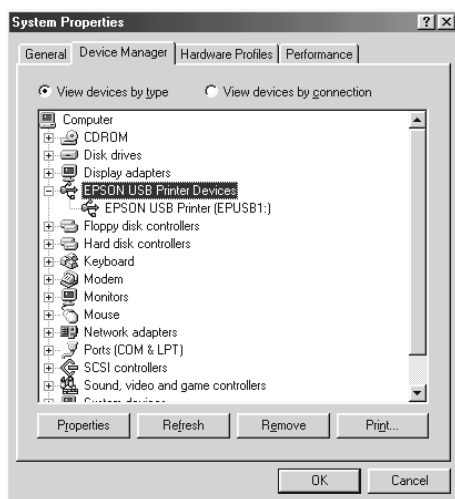 System Properties
General Device Manager Hardware Profiles Performance
View devices by type View devices by connection
Computer
CDROM
Disk drives
Display adapters
EPSON USB Printer Devices
EPSON USB Printer (EPUSB1:)
Floppy disk controllers
Hard disk controllers
Keyboard
Modem
Monitors
Mouse
Network adapters
Ports (COM & LPT)
SCSI controllers
Sound, video and game controllers
Properties Refresh Remove Print...
OK Cancel